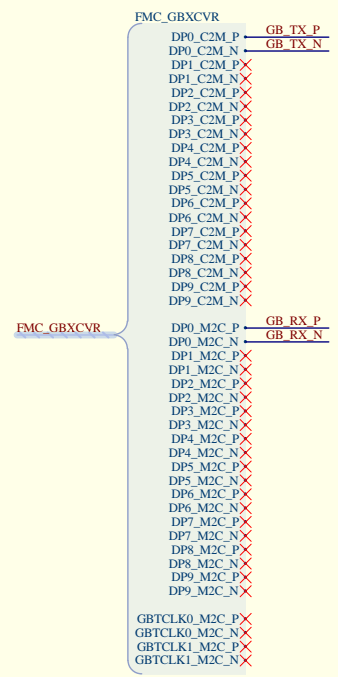 FMC_GBXCVR
DP0_C2M_P GB_TX_P
DP0_C2M_N GB_TX_N
DP1_C2M_P
DP1_C2M_N
DP2_C2M_P
DP2_C2M_N
DP3_C2M_P
DP3_C2M_N
DP4_C2M_P
DP4_C2M_N
DP5_C2M_P
DP5_C2M_N
DP6_C2M_P
DP6_C2M_N
DP7_C2M_P
DP7_C2M_N
DP8_C2M_P
DP8_C2M_N
DP9_C2M_P
DP9_C2M_N
FMC_GBXCVR
DP0_M2C_P GB_RX_P
DP0_M2C_N GB_RX_N
DP1_M2C_P
DP1_M2C_N
DP2_M2C_P
DP2_M2C_N
DP3_M2C_P
DP3_M2C_N
DP4_M2C_P
DP4_M2C_N
DP5_M2C_P
DP5_M2C_N
DP6_M2C_P
DP6_M2C_N
DP7_M2C_P
DP7_M2C_N
DP8_M2C_P
DP8_M2C_N
DP9_M2C_P
DP9_M2C_N
GBTCLK0_M2C_P
GBTCLK0_M2C_N
GBTCLK1_M2C_P
GBTCLK1_M2C_N